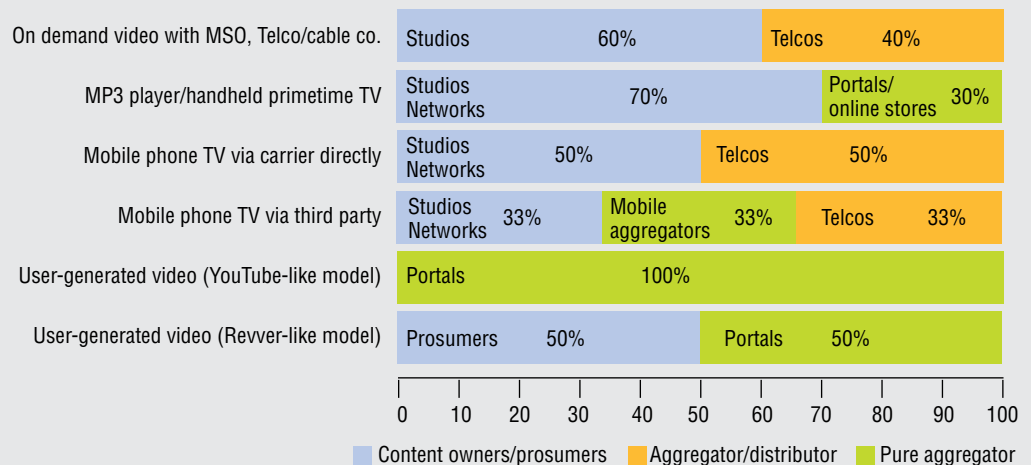 On demand video with MSO, Telco/cable co. Studios 60% Telcos 40%
MP3 player/handheld primetime TV Studios Networks 70% Portals/ online stores 30%
Mobile phone TV via carrier directly Studios Networks 50% Telcos 50%
Mobile phone TV via third party Studios Networks 33% Mobile aggregators 33% Telcos 33%
User-generated video (YouTube-like model) Portals 100%
User-generated video (Revver-like model) Prosumers 50% Portals 50%
0 10 20 30 40 50 60 70 80 90 100
Content owners/prosumers Aggregator/distributor Pure aggregator